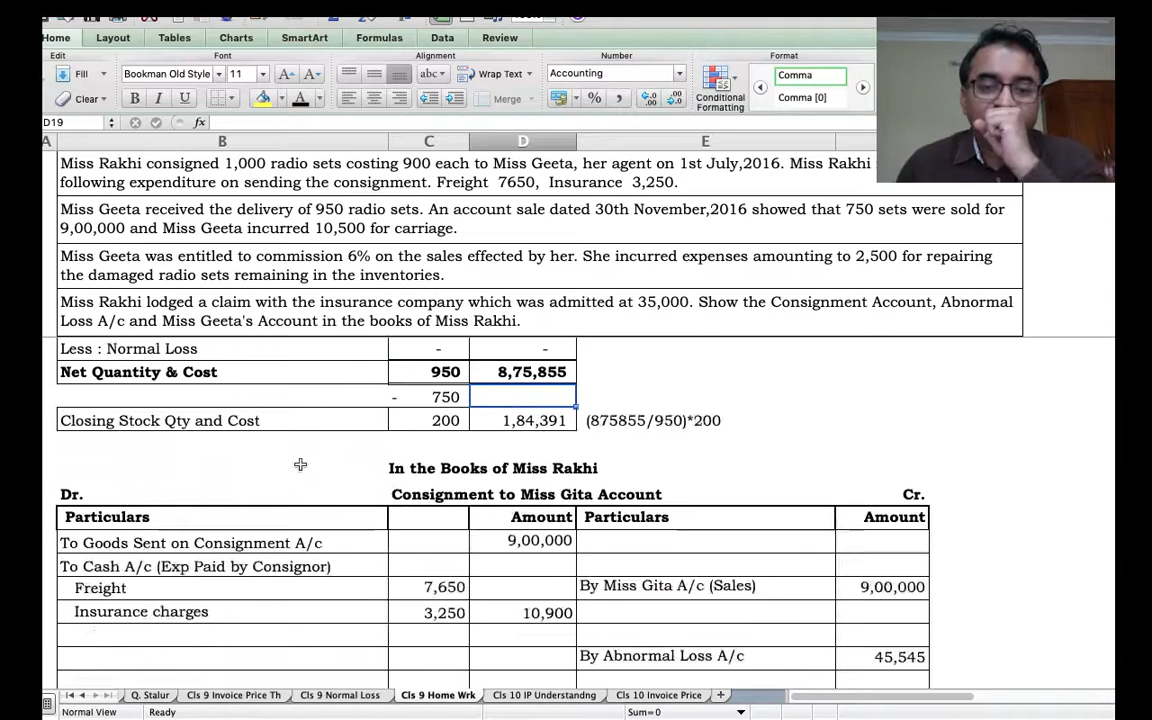 Home Layout Tables Charts SmartArt Formulas Data Review
Edit Font Alignment Number Format
Fill Bookman Old Style 11 A A abc Wrap Text Accounting Comma
Clear B I U A Merge % , .00 Conditional Formatting Comma [0]
D19 fx
A B C D E
Miss Rakhi consigned 1,000 radio sets costing 900 each to Miss Geeta, her agent on 1st July,2016. Miss Rakhi
following expenditure on sending the consignment. Freight 7650, Insurance 3,250.
Miss Geeta received the delivery of 950 radio sets. An account sale dated 30th November,2016 showed that 750 sets were sold for
9,00,000 and Miss Geeta incurred 10,500 for carriage.
Miss Geeta was entitled to commission 6% on the sales effected by her. She incurred expenses amounting to 2,500 for repairing
the damaged radio sets remaining in the inventories.
Miss Rakhi lodged a claim with the insurance company which was admitted at 35,000. Show the Consignment Account, Abnormal
Loss A/c and Miss Geeta's Account in the books of Miss Rakhi.
Less : Normal Loss - -
Net Quantity & Cost 950 8,75,855
- 750
Closing Stock Qty and Cost 200 1,84,391 (875855/950)*200
In the Books of Miss Rakhi
Dr. Consignment to Miss Gita Account Cr.
Particulars Amount Particulars Amount
To Goods Sent on Consignment A/c 9,00,000
To Cash A/c (Exp Paid by Consignor)
Freight 7,650 By Miss Gita A/c (Sales) 9,00,000
Insurance charges 3,250 10,900
By Abnormal Loss A/c 45,545
Q. Stalur Cls 9 Invoice Price Th Cls 9 Normal Loss Cls 9 Home Wrk Cls 10 IP Understandng Cls 10 Invoice Price +
Normal View Ready Sum=0